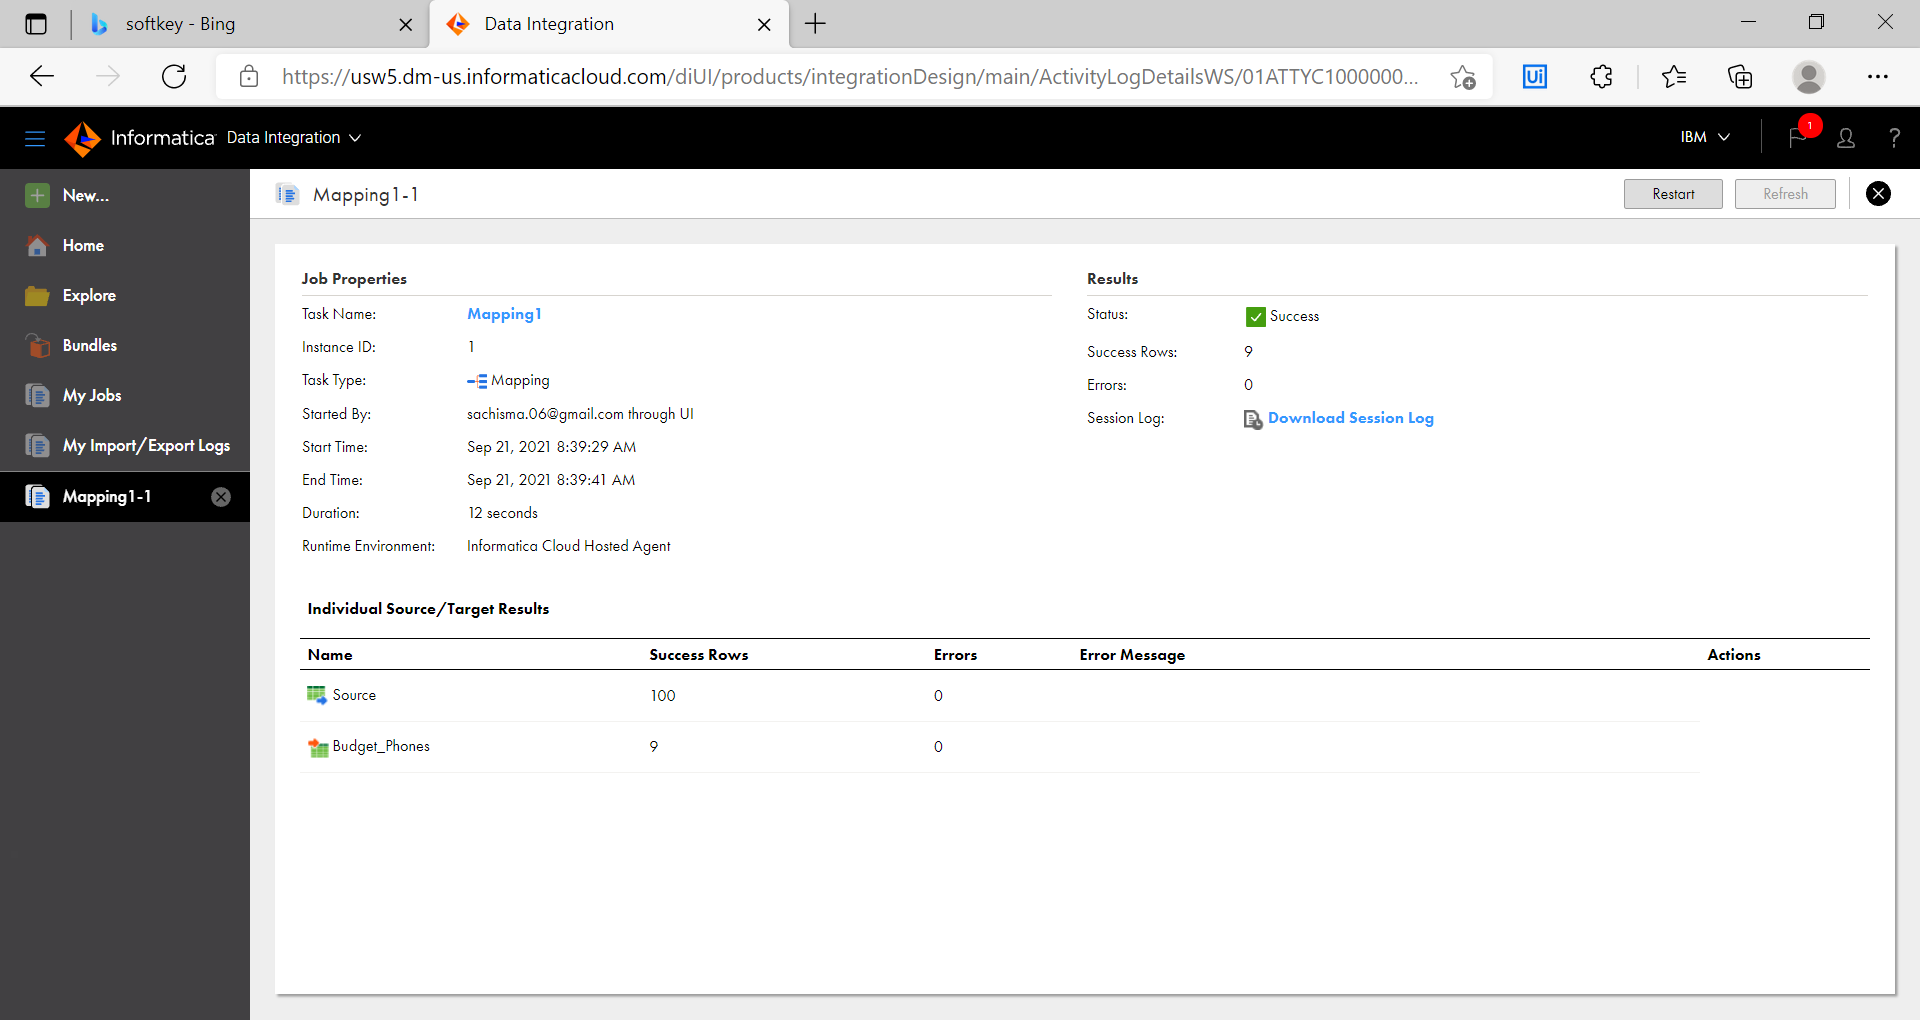 softkey - Bing
Data Integration
https://usw5.dm-us.informaticacloud.com/diUI/products/integrationDesign/main/ActivityLogDetailsWS/01ATTYC1000000...
Ui
Informatica Data Integration
IBM
1
?
New...
Home
Explore
Bundles
My Jobs
My Import/Export Logs
Mapping1-1
Mapping1-1
Restart
Refresh
Job Properties
Task Name: Mapping1
Instance ID: 1
Task Type: Mapping
Started By: sachisma.06@gmail.com through UI
Start Time: Sep 21, 2021 8:39:29 AM
End Time: Sep 21, 2021 8:39:41 AM
Duration: 12 seconds
Runtime Environment: Informatica Cloud Hosted Agent
Results
Status: Success
Success Rows: 9
Errors: 0
Session Log: Download Session Log
Individual Source/Target Results
Name Success Rows Errors Error Message Actions
Source 100 0
Budget_Phones 9 0